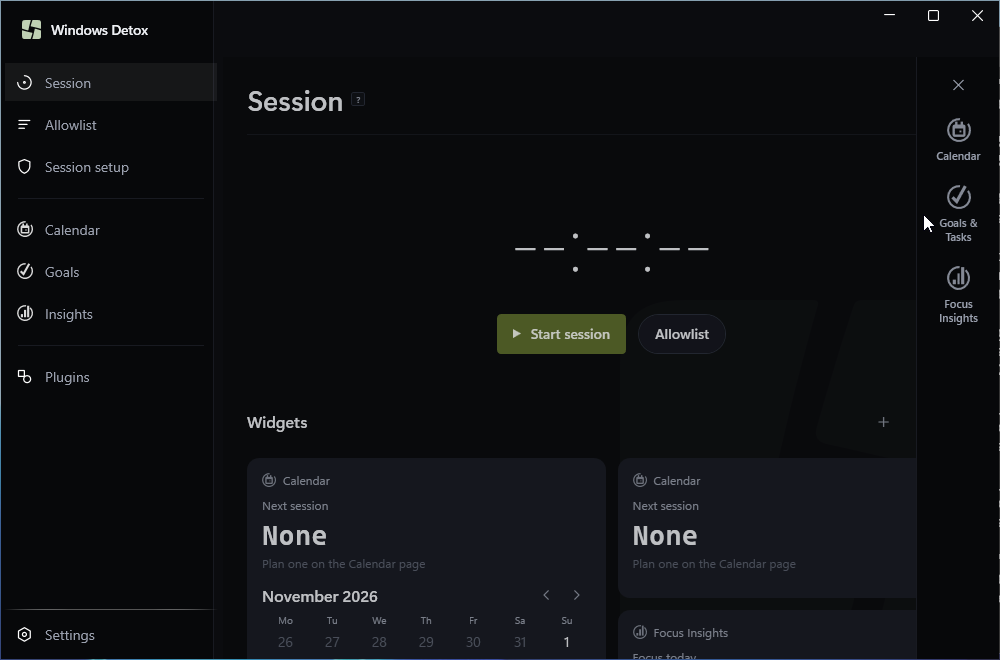 Windows Detox
Session
Allowlist
Session setup
Calendar
Goals
Insights
Plugins
Settings
Session ?
Start session
Allowlist
Widgets
Calendar
Next session
None
Plan one on the Calendar page
November 2026
Mo Tu We Th Fr Sa Su
26 27 28 29 30 31 1
Calendar
Next session
None
Plan one on the Calendar page
Focus Insights
Focus today
Calendar
Goals &
Tasks
Focus
Insights